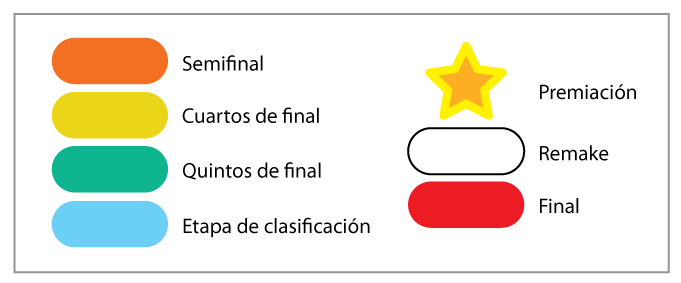 Semifinal
Cuartos de final
Quintos de final
Etapa de clasificación
Premiación
Remake
Final